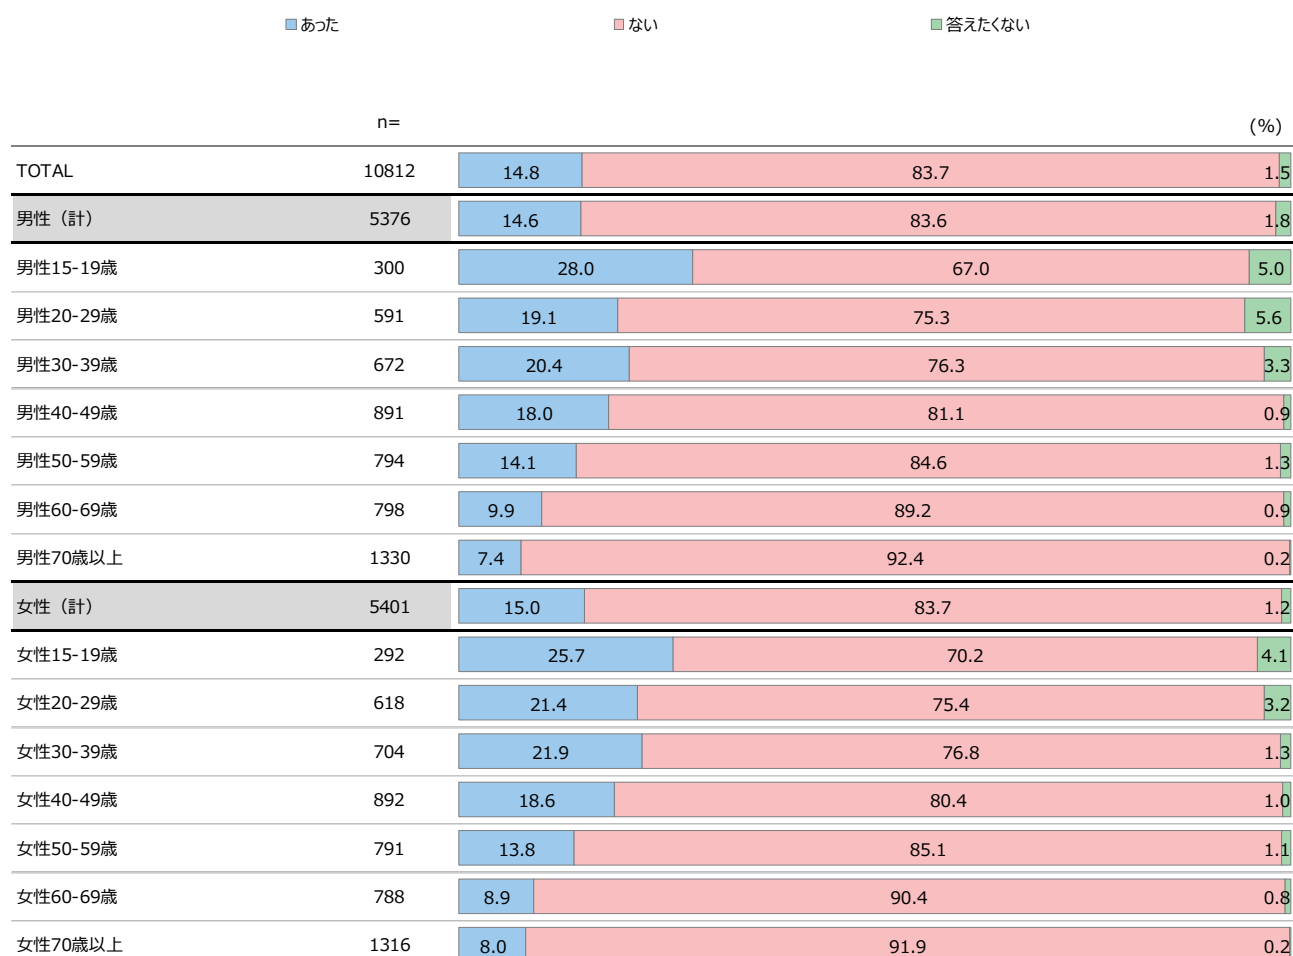 あった ない 答えたくない
n= (%)
TOTAL 10812 14.8 83.7 1.5
男性（計） 5376 14.6 83.6 1.8
男性15-19歳 300 28.0 67.0 5.0
男性20-29歳 591 19.1 75.3 5.6
男性30-39歳 672 20.4 76.3 3.3
男性40-49歳 891 18.0 81.1 0.9
男性50-59歳 794 14.1 84.6 1.3
男性60-69歳 798 9.9 89.2 0.9
男性70歳以上 1330 7.4 92.4 0.2
女性（計） 5401 15.0 83.7 1.2
女性15-19歳 292 25.7 70.2 4.1
女性20-29歳 618 21.4 75.4 3.2
女性30-39歳 704 21.9 76.8 1.3
女性40-49歳 892 18.6 80.4 1.0
女性50-59歳 791 13.8 85.1 1.1
女性60-69歳 788 8.9 90.4 0.8
女性70歳以上 1316 8.0 91.9 0.2